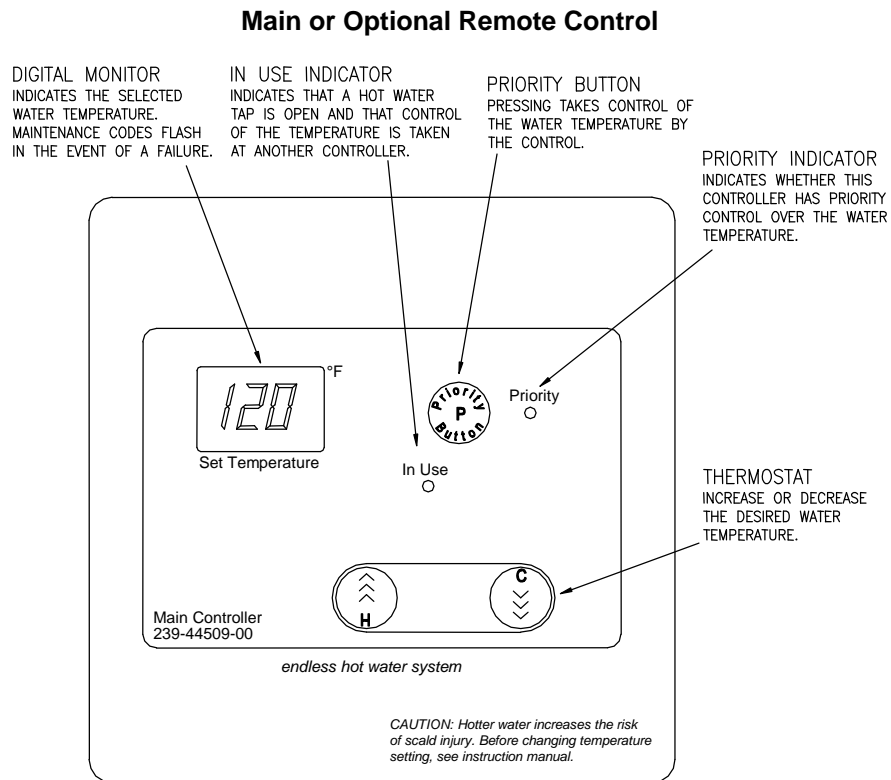 Main or Optional Remote Control
DIGITAL MONITOR
INDICATES THE SELECTED
WATER TEMPERATURE.
MAINTENANCE CODES FLASH
IN THE EVENT OF A FAILURE.
IN USE INDICATOR
INDICATES THAT A HOT WATER
TAP IS OPEN AND THAT CONTROL
OF THE TEMPERATURE IS TAKEN
AT ANOTHER CONTROLLER.
PRIORITY BUTTON
PRESSING TAKES CONTROL OF
THE WATER TEMPERATURE BY
THE CONTROL.
PRIORITY INDICATOR
INDICATES WHETHER THIS
CONTROLLER HAS PRIORITY
CONTROL OVER THE WATER
TEMPERATURE.
120
°F
Set Temperature
Priority
P
Button
Priority
In Use
THERMOSTAT
INCREASE OR DECREASE
THE DESIRED WATER
TEMPERATURE.
H
C
Main Controller
239-44509-00
endless hot water system
CAUTION: Hotter water increases the risk
of scald injury. Before changing temperature
setting, see instruction manual.